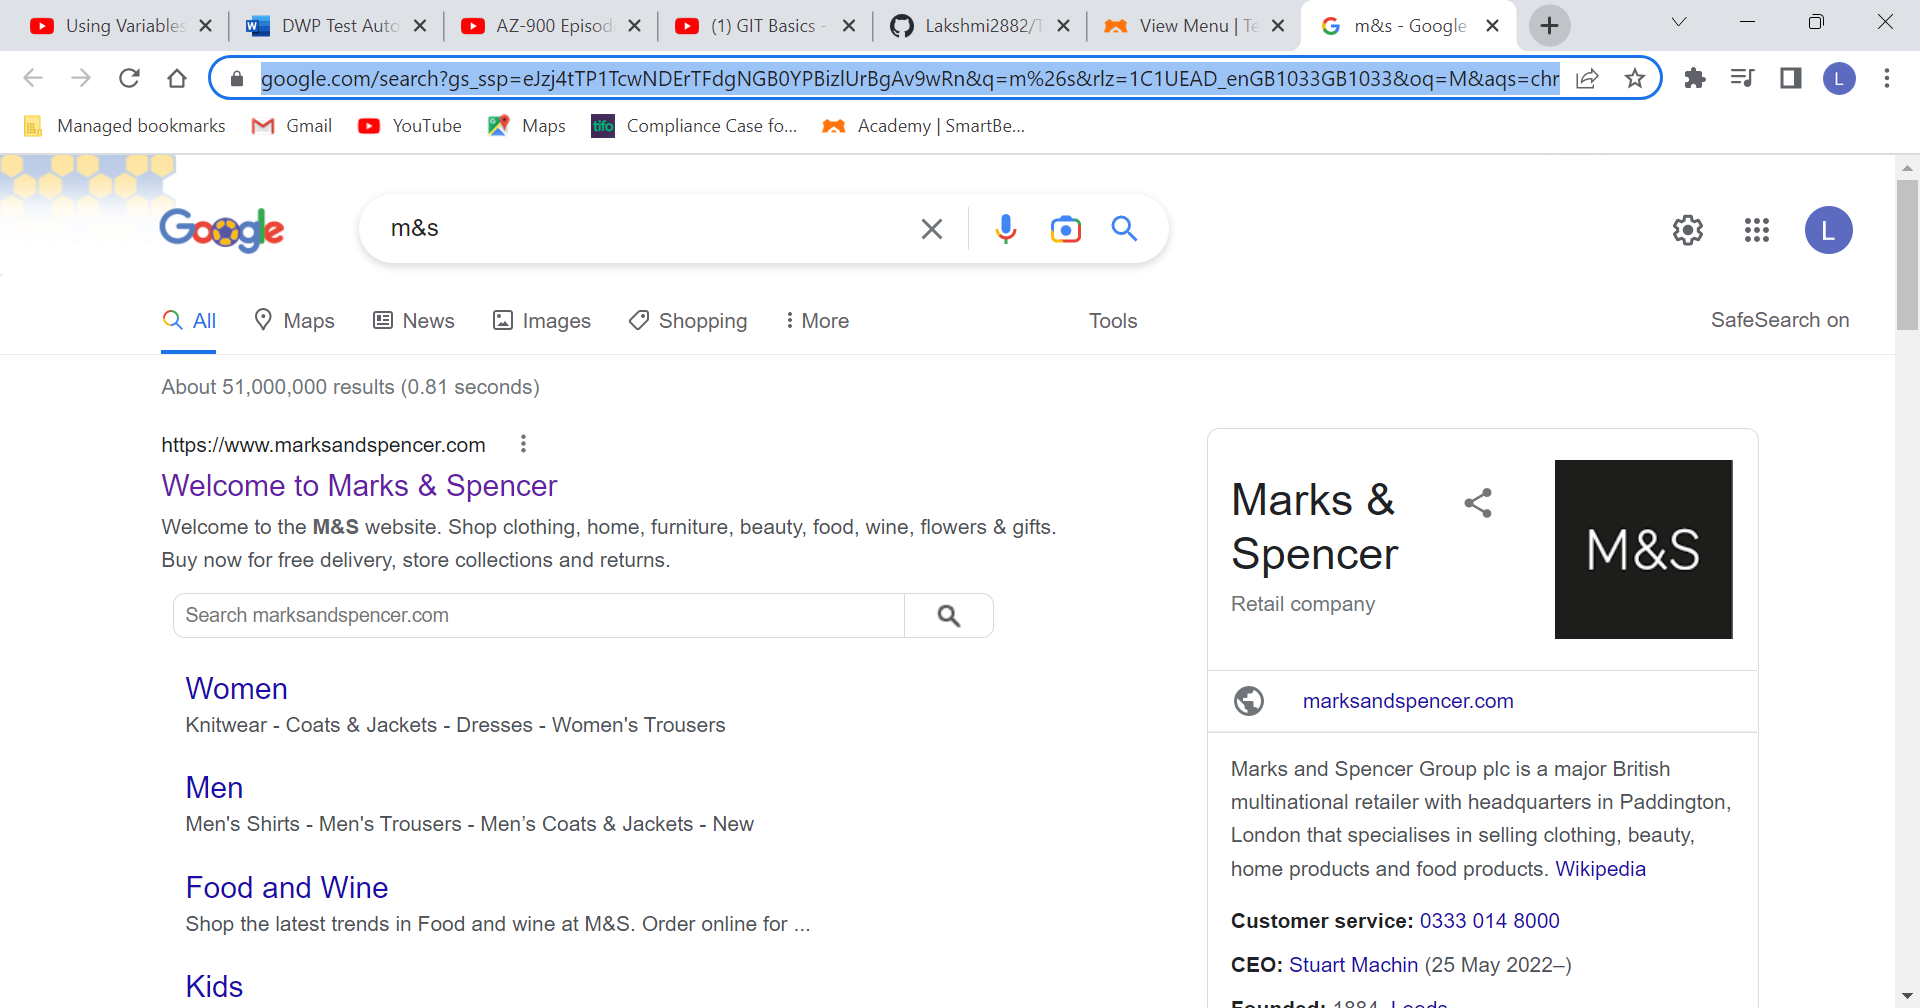 Using Variables
DWP Test Auto
AZ-900 Episod
(1) GIT Basics -
Lakshmi2882/T
View Menu | Te
m&s - Google
google.com/search?gs_ssp=eJzj4tTP1TcwNDErTFdgNGB0YPBizlUrBgAv9wRn&q=m%26s&rlz=1C1UEAD_enGB1033GB1033&oq=M&aqs=chr
L
Managed bookmarks
Gmail
YouTube
Maps
tifo
Compliance Case fo...
Academy | SmartBe...
Google
m&s
L
All
Maps
News
Images
Shopping
More
Tools
SafeSearch on
About 51,000,000 results (0.81 seconds)
https://www.marksandspencer.com
Welcome to Marks & Spencer
Welcome to the M&S website. Shop clothing, home, furniture, beauty, food, wine, flowers & gifts.
Buy now for free delivery, store collections and returns.
Search marksandspencer.com
Women
Knitwear - Coats & Jackets - Dresses - Women's Trousers
Men
Men's Shirts - Men's Trousers - Men’s Coats & Jackets - New
Food and Wine
Shop the latest trends in Food and wine at M&S. Order online for ...
Kids
Marks &
Spencer
Retail company
M&S
marksandspencer.com
Marks and Spencer Group plc is a major British
multinational retailer with headquarters in Paddington,
London that specialises in selling clothing, beauty,
home products and food products. Wikipedia
Customer service: 0333 014 8000
CEO: Stuart Machin (25 May 2022–)
Founded: 1884, Leeds